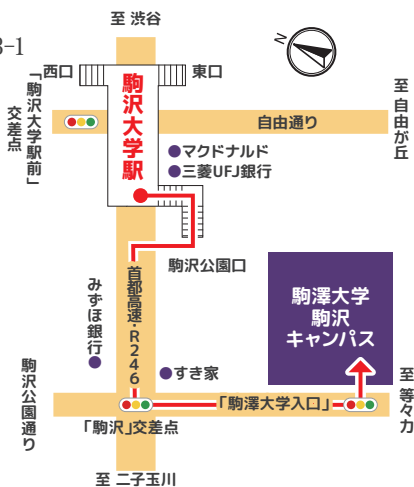 至 渋谷
3-1
N
西口
東口
駒沢大学駅
「駒沢大学駅前」
交差点
自由通り
至 自由が丘
マクドナルド
三菱UFJ銀行
駒沢公園口
首都高速・R246
みずほ銀行
駒澤大学
駒沢
キャンパス
すき家
駒沢公園通り
「駒沢」交差点
「駒澤大学入口」
至 等々力
至 二子玉川